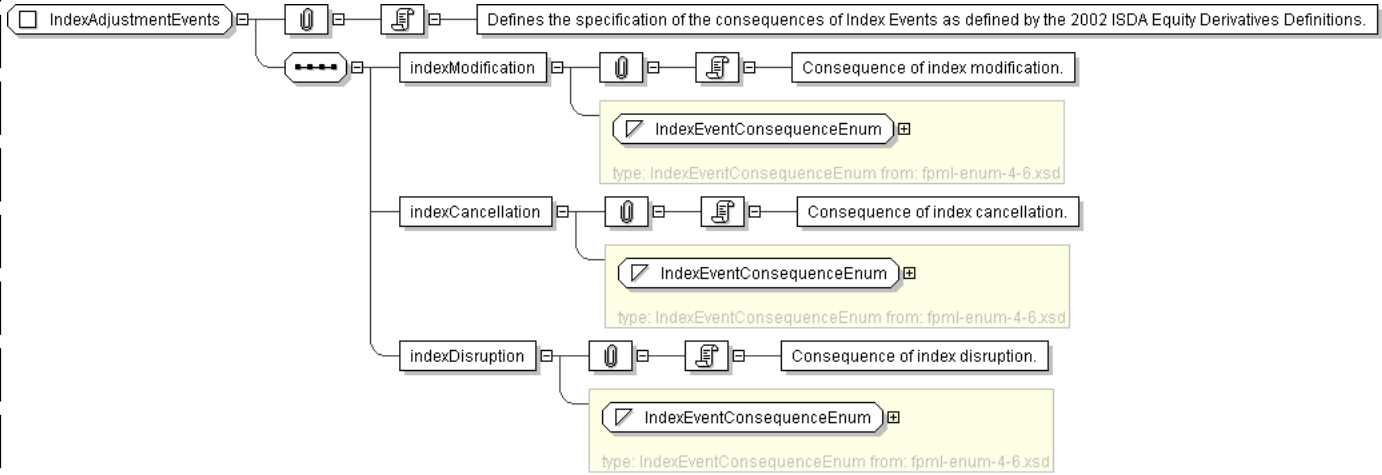 IndexAdjustmentEvents
Defines the specification of the consequences of Index Events as defined by the 2002 ISDA Equity Derivatives Definitions.
indexModification
Consequence of index modification.
IndexEventConsequenceEnum
type: IndexEventConsequenceEnum from: fpml-enum-4-6.xsd
indexCancellation
Consequence of index cancellation.
IndexEventConsequenceEnum
type: IndexEventConsequenceEnum from: fpml-enum-4-6.xsd
indexDisruption
Consequence of index disruption.
IndexEventConsequenceEnum
type: IndexEventConsequenceEnum from: fpml-enum-4-6.xsd